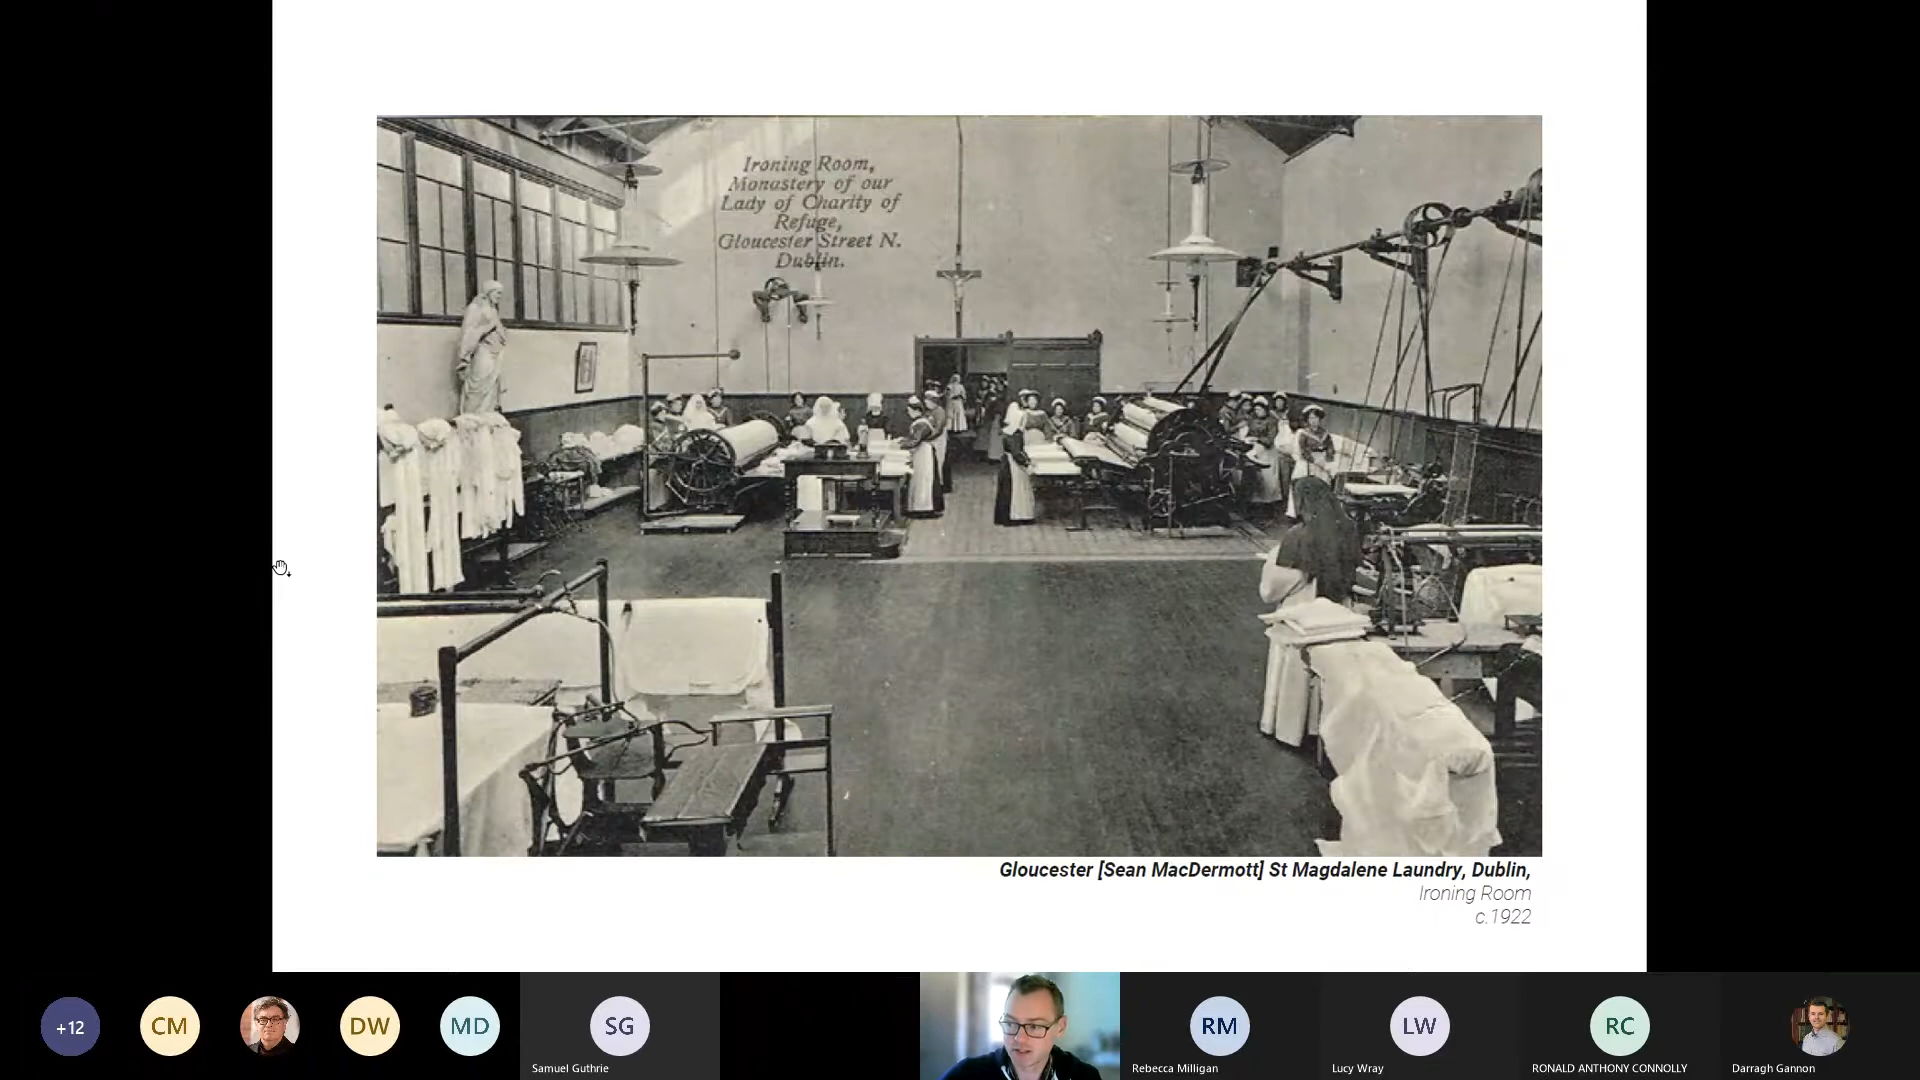 Ironing Room,
Monastery of our
Lady of Charity of
Refuge,
Gloucester Street N.
Dublin.
Gloucester [Sean MacDermott] St Magdalene Laundry, Dublin,
Ironing Room
c.1922
+12
CM
DW
MD
SG
RM
LW
RC
Samuel Guthrie
Rebecca Milligan
Lucy Wray
RONALD ANTHONY CONNOLLY
Darragh Gannon